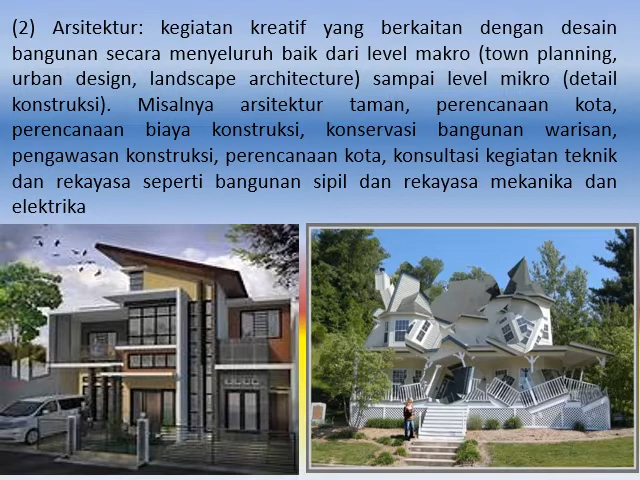 (2) Arsitektur: kegiatan kreatif yang berkaitan dengan desain
bangunan secara menyeluruh baik dari level makro (town planning,
urban design, landscape architecture) sampai level mikro (detail
konstruksi). Misalnya arsitektur taman, perencanaan kota,
perencanaan biaya konstruksi, konservasi bangunan warisan,
pengawasan konstruksi, perencanaan kota, konsultasi kegiatan teknik
dan rekayasa seperti bangunan sipil dan rekayasa mekanika dan
elektrika